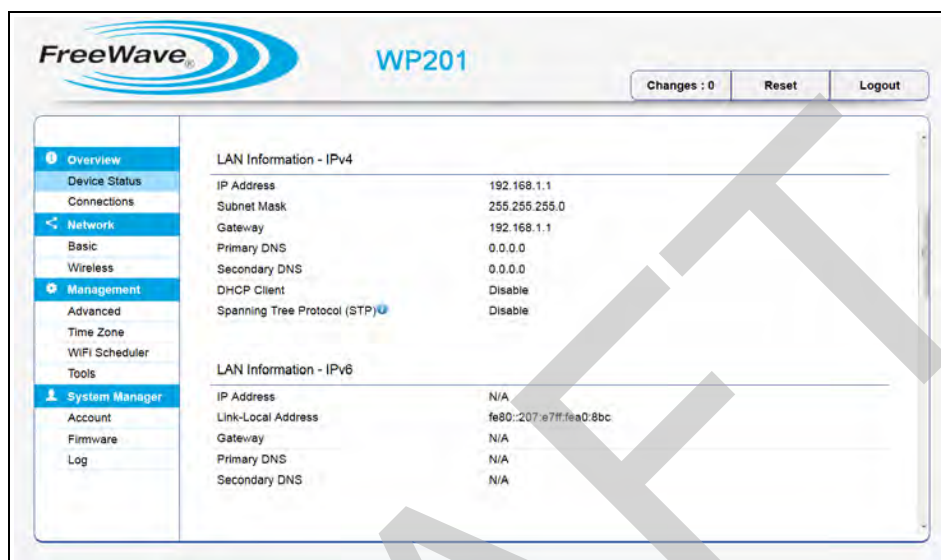 FreeWave®
WP201
Changes : 0 Reset Logout
Overview
Device Status
Connections
Network
Basic
Wireless
Management
Advanced
Time Zone
WiFi Scheduler
Tools
System Manager
Account
Firmware
Log
LAN Information - IPv4
IP Address 192.168.1.1
Subnet Mask 255.255.255.0
Gateway 192.168.1.1
Primary DNS 0.0.0.0
Secondary DNS 0.0.0.0
DHCP Client Disable
Spanning Tree Protocol (STP) Disable
LAN Information - IPv6
IP Address N/A
Link-Local Address fe80::207:e7ff:fea0:8bc
Gateway N/A
Primary DNS N/A
Secondary DNS N/A